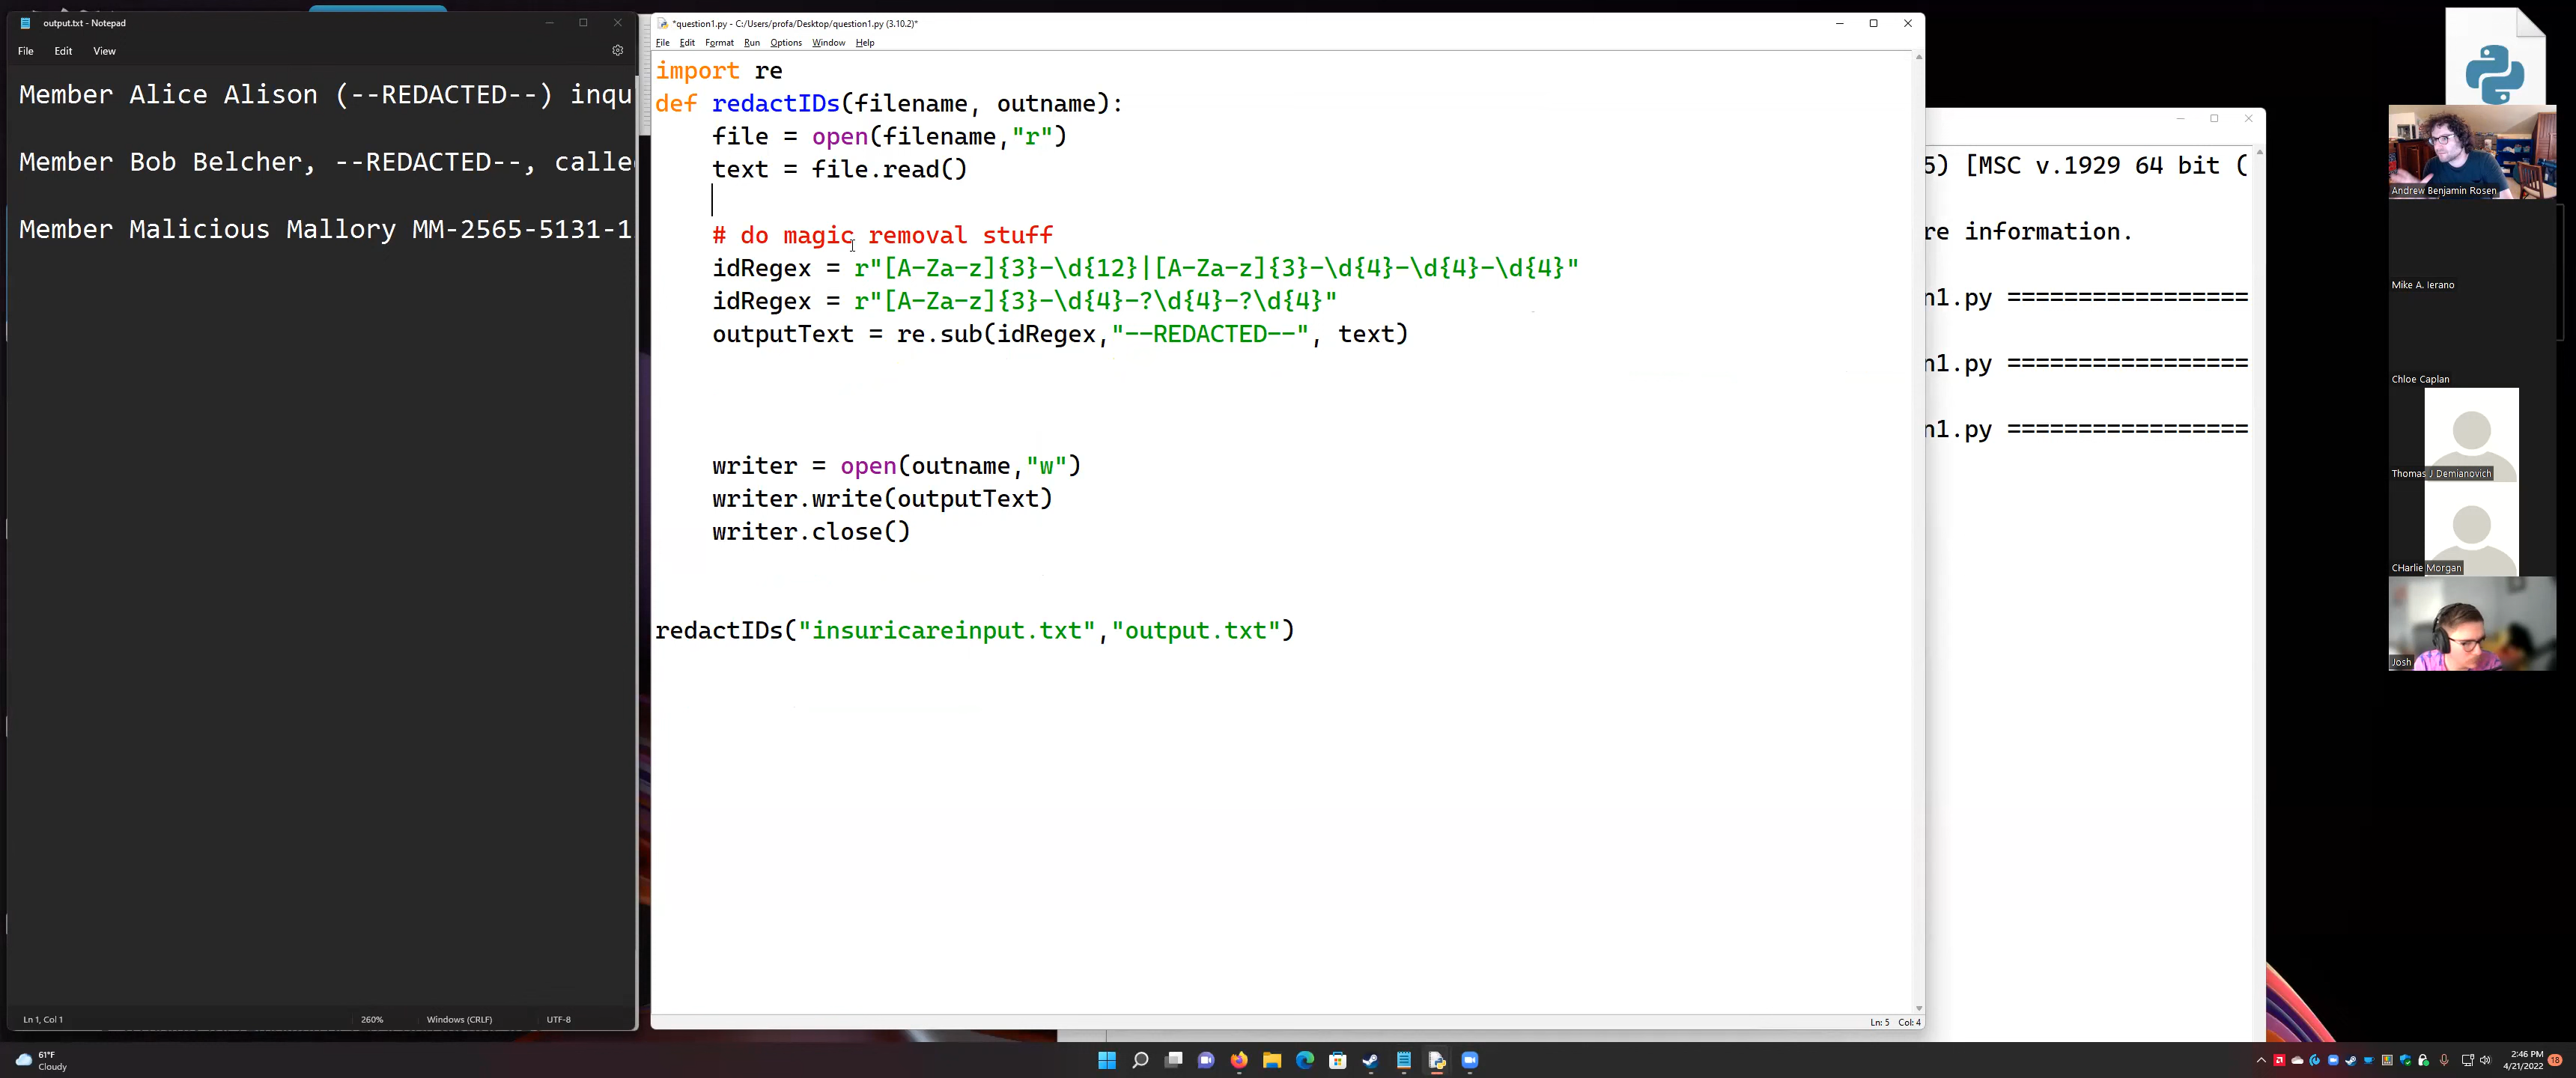 output.txt - Notepad
File Edit View
Member Alice Alison (--REDACTED--) inqu
Member Bob Belcher, --REDACTED--, calle
Member Malicious Mallory MM-2565-5131-1
Ln 1, Col 1 260% Windows (CRLF) UTF-8
*question1.py - C:/Users/profa/Desktop/question1.py (3.10.2)*
File Edit Format Run Options Window Help
import re
def redactIDs(filename, outname):
    file = open(filename,"r")
    text = file.read()
    # do magic removal stuff
    idRegex = r"[A-Za-z]{3}-\d{12}|[A-Za-z]{3}-\d{4}-\d{4}-\d{4}"
    idRegex = r"[A-Za-z]{3}-\d{4}-?\d{4}-?\d{4}"
    outputText = re.sub(idRegex,"--REDACTED--", text)
    writer = open(outname,"w")
    writer.write(outputText)
    writer.close()
redactIDs("insuricareinput.txt","output.txt")
Ln: 5 Col: 4
5) [MSC v.1929 64 bit (
re information.
n1.py ================
n1.py ================
n1.py ================
Andrew Benjamin Rosen
Mike A. Ierano
Chloe Caplan
Thomas J Demianovich
CHarlie Morgan
Josh
61°F
Cloudy
2:46 PM
4/21/2022
18